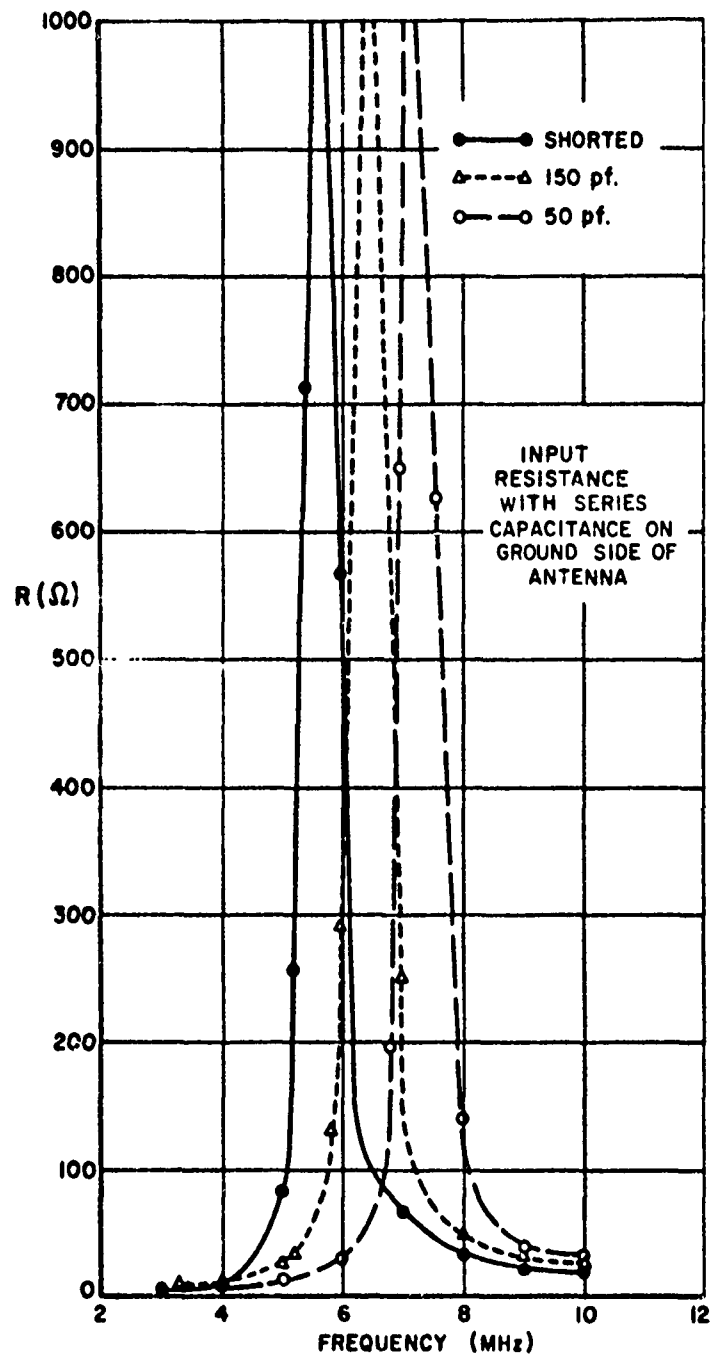 1000
900
800
700
600
500
400
300
200
100
0
R(Ω)
SHORTED
150 pf.
50 pf.
INPUT
RESISTANCE
WITH SERIES
CAPACITANCE ON
GROUND SIDE OF
ANTENNA
2 4 6 8 10 12
FREQUENCY (MHz)